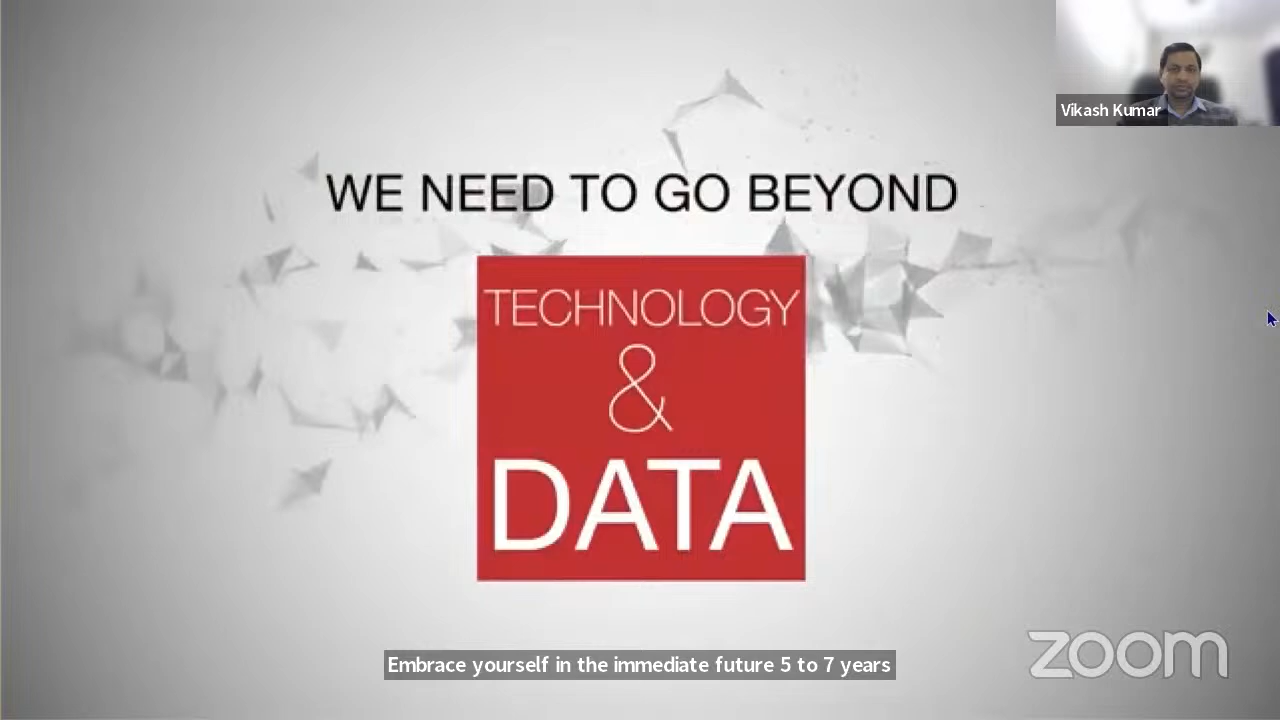 Vikash Kumar
WE NEED TO GO BEYOND
TECHNOLOGY
&
DATA
Embrace yourself in the immediate future 5 to 7 years
zoom